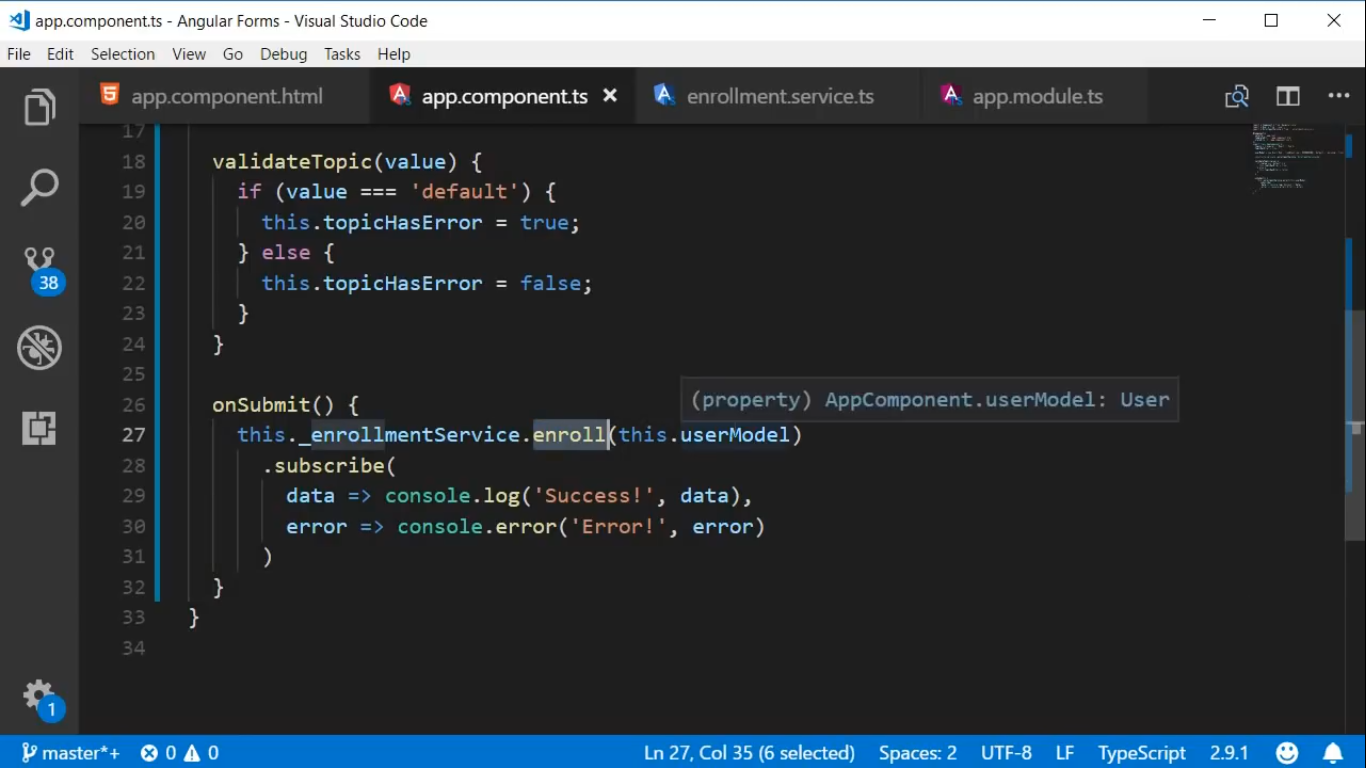 app.component.ts - Angular Forms - Visual Studio Code
File Edit Selection View Go Debug Tasks Help
app.component.html app.component.ts enrollment.service.ts app.module.ts
17
18 validateTopic(value) {
19 if (value === 'default') {
20 this.topicHasError = true;
21 } else {
22 this.topicHasError = false;
23 }
24 }
25
(property) AppComponent.userModel: User
26 onSubmit() {
27 this._enrollmentService.enroll(this.userModel)
28 .subscribe(
29 data => console.log('Success!', data),
30 error => console.error('Error!', error)
31 )
32 }
33 }
34
38
1
master*+ 0 0 Ln 27, Col 35 (6 selected) Spaces: 2 UTF-8 LF TypeScript 2.9.1